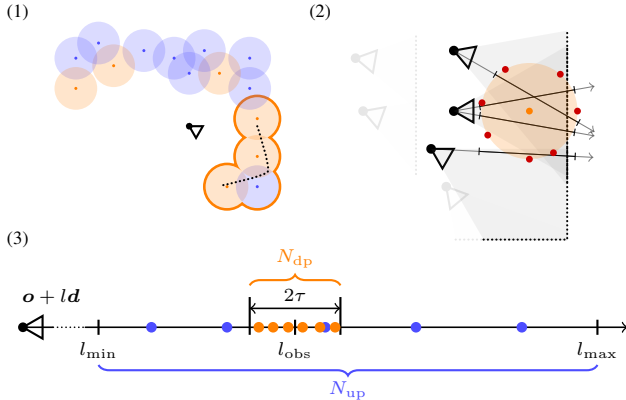 (1)
(2)
(3)
N_dp
2τ
o + ld
l_min
l_obs
l_max
N_up